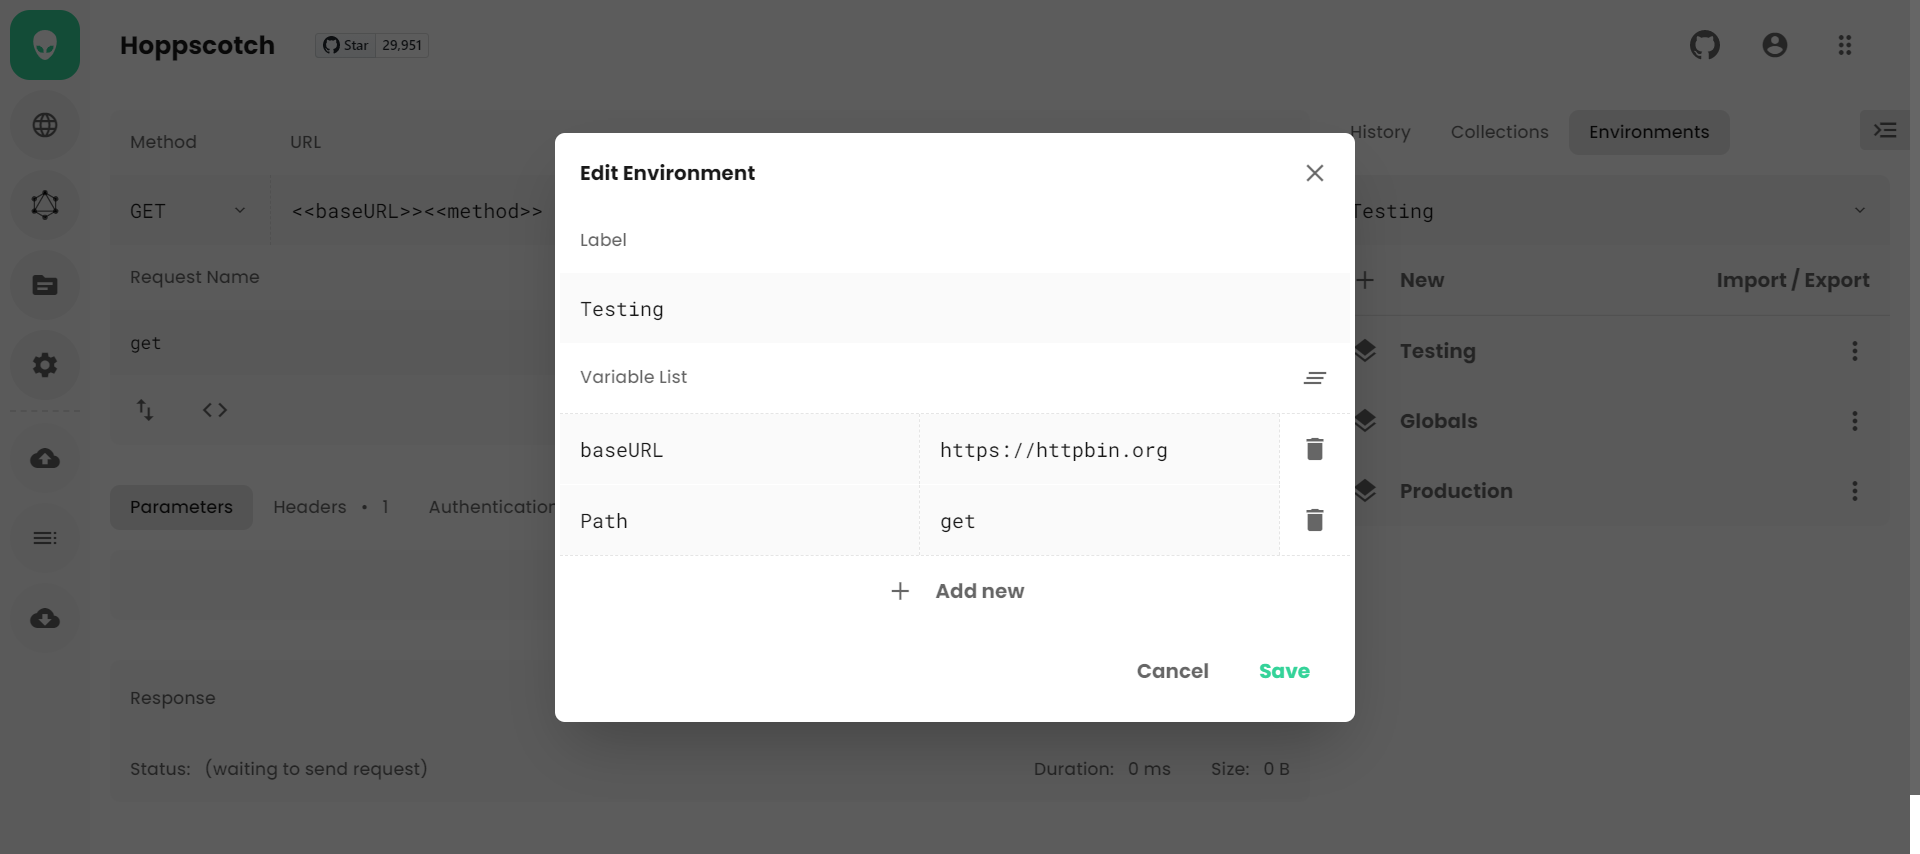 Hoppscotch
Star 29,951
Method URL
GET <<baseURL>><<method>>
Request Name
get
Parameters Headers • 1 Authentication
Response
Status: (waiting to send request) Duration: 0 ms Size: 0 B
Edit Environment
Label
Testing
Variable List
baseURL https://httpbin.org
Path get
Add new
Cancel Save
History Collections Environments
Testing
New Import / Export
Testing
Globals
Production